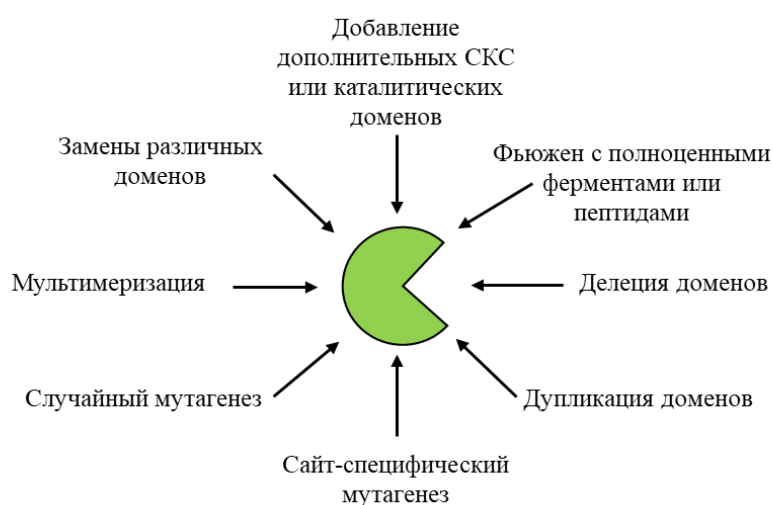 Добавление
дополнительных СКС
или каталитических
доменов
Замены различных
доменов
Фьюжен с полноценными
ферментами или
пептидами
Мультимеризация
Делеция доменов
Случайный мутагенез
Дупликация доменов
Сайт-специфический
мутагенез